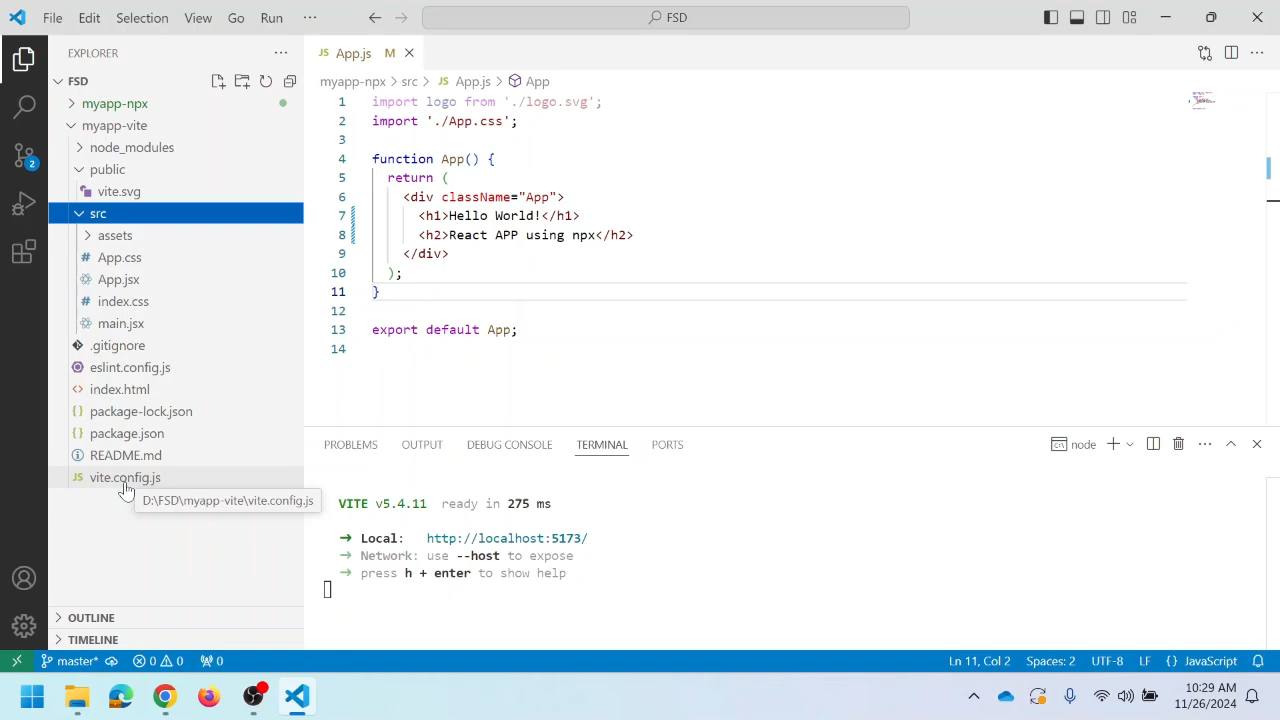 File Edit Selection View Go Run ··· FSD
EXPLORER ···
FSD
myapp-npx
myapp-vite
node_modules
public
vite.svg
src
assets
# App.css
App.jsx
# index.css
main.jsx
.gitignore
eslint.config.js
<> index.html
{} package-lock.json
{} package.json
README.md
JS vite.config.js
D:\FSD\myapp-vite\vite.config.js
OUTLINE
TIMELINE
2
JS App.js M
myapp-npx > src > JS App.js > App
1 import logo from './logo.svg';
2 import './App.css';
3
4 function App() {
5 return (
6 <div className="App">
7 <h1>Hello World!</h1>
8 <h2>React APP using npx</h2>
9 </div>
10 );
11 }
12
13 export default App;
14
PROBLEMS OUTPUT DEBUG CONSOLE TERMINAL PORTS node
VITE v5.4.11 ready in 275 ms
➜ Local: http://localhost:5173/
➜ Network: use --host to expose
➜ press h + enter to show help
master* 0 0 0 Ln 11, Col 2 Spaces: 2 UTF-8 LF {} JavaScript
10:29 AM
11/26/2024